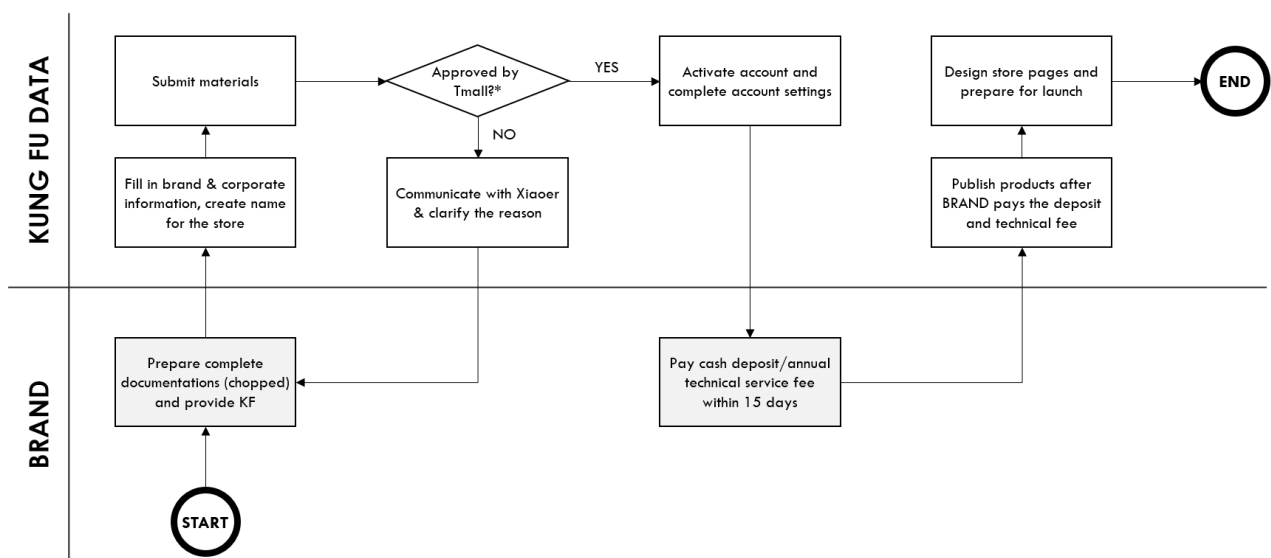 KUNG FU DATA
Submit materials
Approved by
Tmall?*
YES
NO
Activate account and
complete account settings
Design store pages and
prepare for launch
END
Fill in brand & corporate
information, create name
for the store
Communicate with Xiaoer
& clarify the reason
Publish products after
BRAND pays the deposit
and technical fee
BRAND
Prepare complete
documentations (chopped)
and provide KF
Pay cash deposit/annual
technical service fee
within 15 days
START